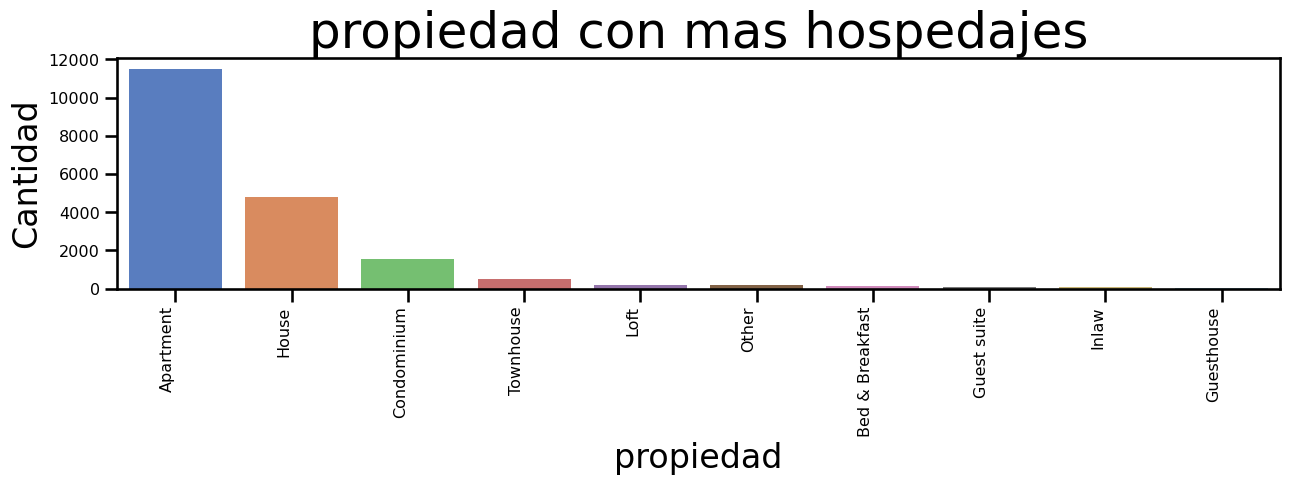 propiedad con mas hospedajes
Cantidad
12000
10000
8000
6000
4000
2000
0
Apartment
House
Condominium
Townhouse
Loft
Other
Bed & Breakfast
Guest suite
Inlaw
Guesthouse
propiedad